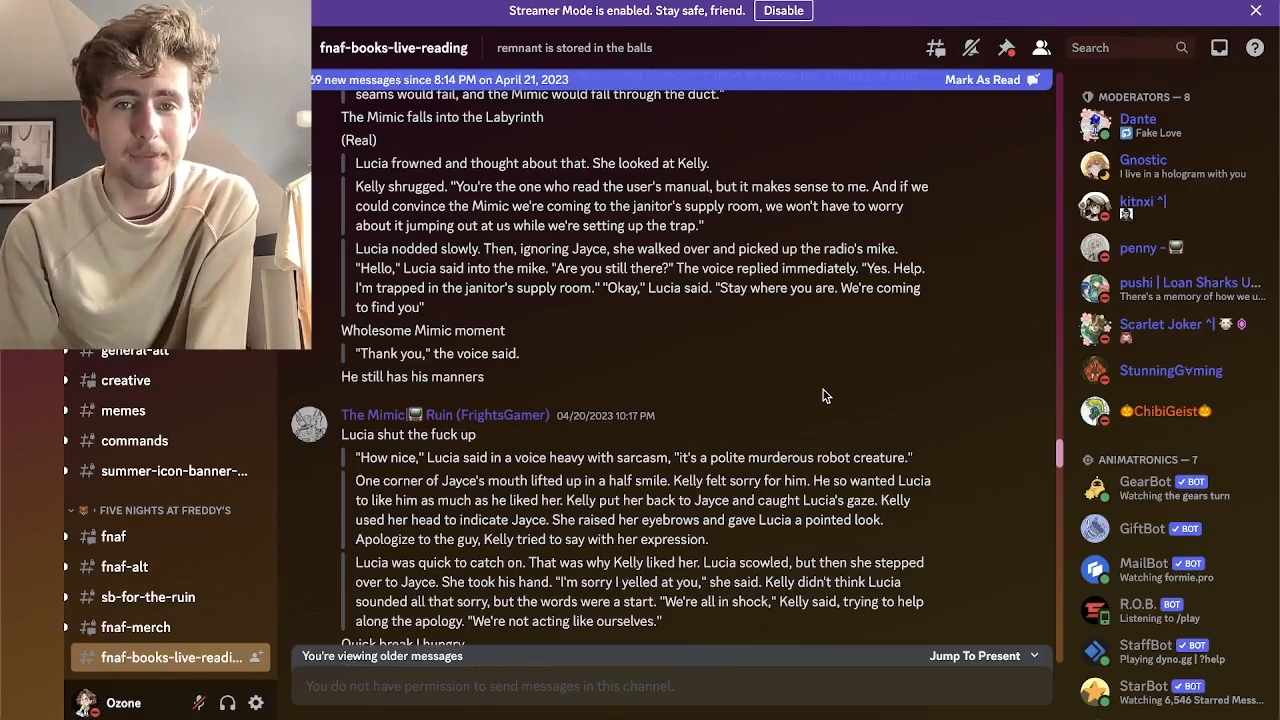 Streamer Mode is enabled. Stay safe, friend.
Disable
fnaf-books-live-reading
remnant is stored in the balls
Search
69 new messages since 8:14 PM on April 21, 2023
Mark As Read
seams would fail, and the Mimic would fall through the duct."
The Mimic falls into the Labyrinth
(Real)
Lucia frowned and thought about that. She looked at Kelly.
Kelly shrugged. "You're the one who read the user's manual, but it makes sense to me. And if we
could convince the Mimic we're coming to the janitor's supply room, we won't have to worry
about it jumping out at us while we're setting up the trap."
Lucia nodded slowly. Then, ignoring Jayce, she walked over and picked up the radio's mike.
"Hello," Lucia said into the mike. "Are you still there?" The voice replied immediately. "Yes. Help.
I'm trapped in the janitor's supply room." "Okay," Lucia said. "Stay where you are. We're coming
to find you"
Wholesome Mimic moment
"Thank you," the voice said.
He still has his manners
The Mimic| Ruin (FrightsGamer) 04/20/2023 10:17 PM
Lucia shut the fuck up
"How nice," Lucia said in a voice heavy with sarcasm, "it's a polite murderous robot creature."
One corner of Jayce's mouth lifted up in a half smile. Kelly felt sorry for him. He so wanted Lucia
to like him as much as he liked her. Kelly put her back to Jayce and caught Lucia's gaze. Kelly
used her head to indicate Jayce. She raised her eyebrows and gave Lucia a pointed look.
Apologize to the guy, Kelly tried to say with her expression.
Lucia was quick to catch on. That was why Kelly liked her. Lucia scowled, but then she stepped
over to Jayce. She took his hand. "I'm sorry I yelled at you," she said. Kelly didn't think Lucia
sounded all that sorry, but the words were a start. "We're all in shock," Kelly said, trying to help
along the apology. "We're not acting like ourselves."
Quick break I hungry
You're viewing older messages
Jump To Present
You do not have permission to send messages in this channel.
general-alt
creative
memes
commands
summer-icon-banner-...
FIVE NIGHTS AT FREDDY'S
fnaf
fnaf-alt
sb-for-the-ruin
fnaf-merch
fnaf-books-live-readi...
Ozone
MODERATORS — 8
Dante
Fake Love
Gnostic
I live in a hologram with you
kitnxi ^|
penny -
pushi | Loan Sharks U...
There's a memory of how we u...
Scarlet Joker ^|
StunningG∀ming
ChibiGeist
ANIMATRONICS — 7
GearBot BOT
Watching the gears turn
GiftBot BOT
MailBot BOT
Watching formie.pro
R.O.B. BOT
Listening to /play
StaffBot BOT
Playing dyno.gg | ?help
StarBot BOT
Watching 6,546 Starred Mess...